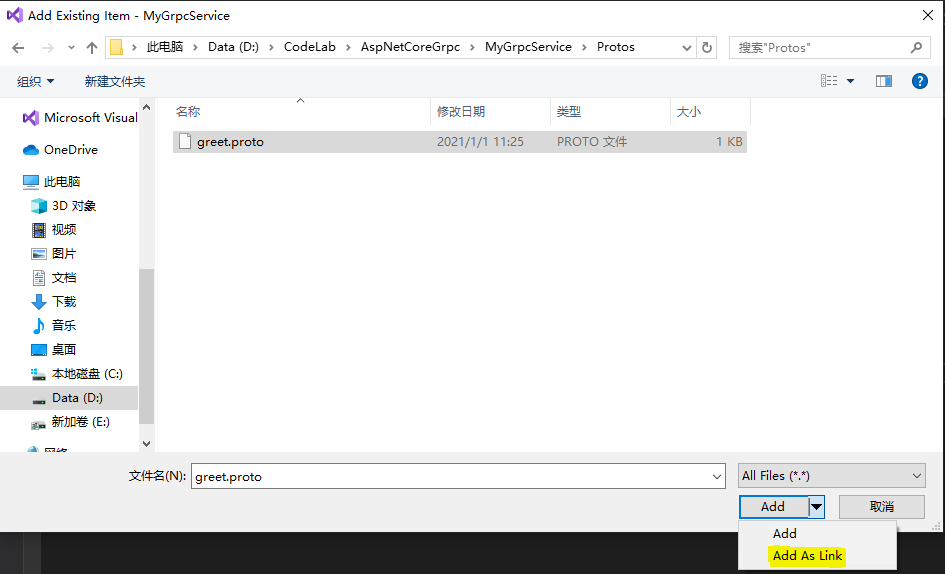 Add Existing Item - MyGrpcService
此电脑 › Data (D:) › CodeLab › AspNetCoreGrpc › MyGrpcService › Protos
搜索"Protos"
组织
新建文件夹
名称 修改日期 类型 大小
Microsoft Visual
greet.proto 2021/1/1 11:25 PROTO 文件 1 KB
OneDrive
此电脑
3D 对象
视频
图片
文档
下载
音乐
桌面
本地磁盘 (C:)
Data (D:)
新加卷 (E:)
网络
文件名(N): greet.proto
All Files (*.*)
Add
取消
Add
Add As Link